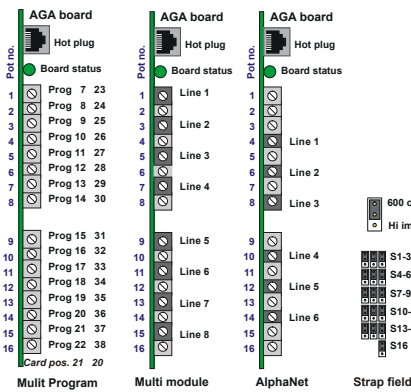 AGA board
Hot plug
Board status
Pot no.
1 Prog 7 23
2 Prog 8 24
3 Prog 9 25
4 Prog 10 26
5 Prog 11 27
6 Prog 12 28
7 Prog 13 29
8 Prog 14 30
9 Prog 15 31
10 Prog 16 32
11 Prog 17 33
12 Prog 18 34
13 Prog 19 35
14 Prog 20 36
15 Prog 21 37
16 Prog 22 38
Card pos. 21 20
Mulit Program
AGA board
Hot plug
Board status
Pot no.
1 Line 1
2
3 Line 2
4
5 Line 3
6
7 Line 4
8
9 Line 5
10
11 Line 6
12
13 Line 7
14
15 Line 8
16
Multi module
AGA board
Hot plug
Board status
Pot no.
1
2
3
4 Line 1
5
6 Line 2
7
8 Line 3
9
10 Line 4
11
12 Line 5
13
14 Line 6
15
16
AlphaNet
600 o
Hi im
S1-3
S4-6
S7-9
S10-
S13-
S16
Strap field